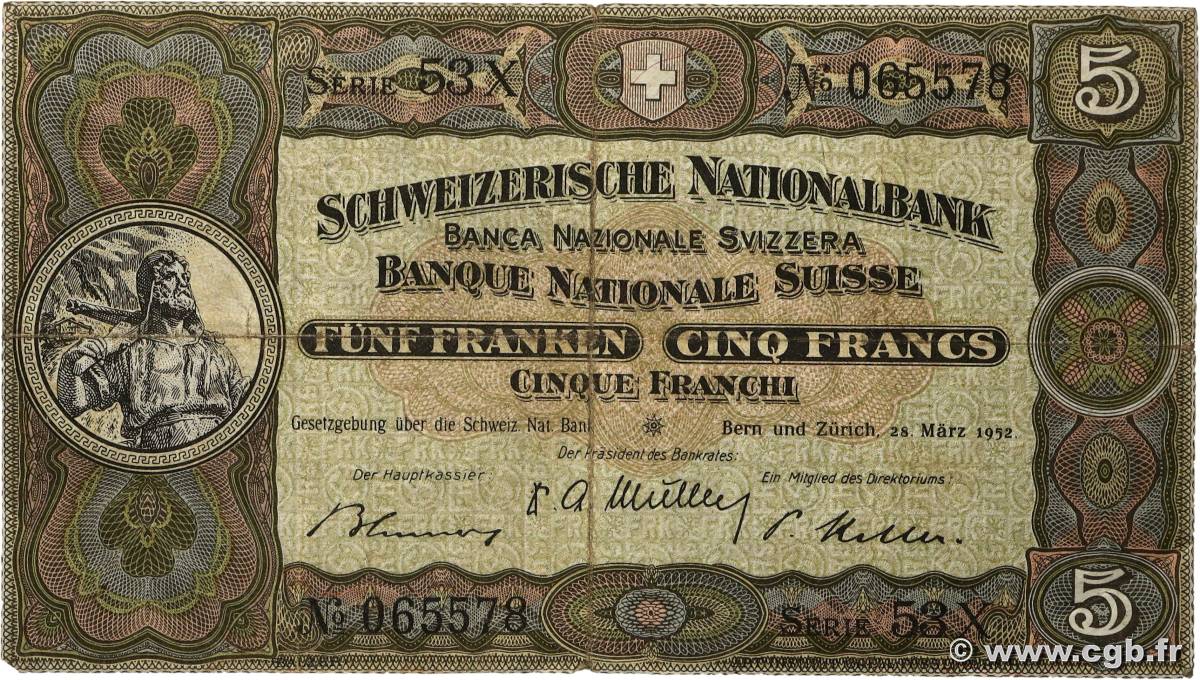 SERIE 53 X No 065578 5
SCHWEIZERISCHE NATIONALBANK
BANCA NAZIONALE SVIZZERA
BANQUE NATIONALE SUISSE
FÜNF FRANKEN CINQ FRANCS
CINQUE FRANCHI
Gesetzgebung über die Schweiz. Nat. Bank Bern und Zürich, 28. März 1952.
Der Präsident des Bankrates:
Der Hauptkassier: Ein Mitglied des Direktoriums:
Müller
P. Keller.
No 065578 SERIE 53 X 5
© www.cgb.fr